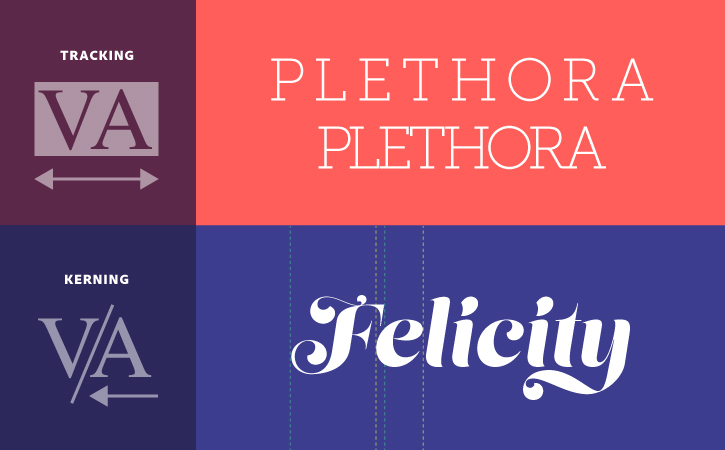 TRACKING
VA
PLETHORA
PLETHORA
KERNING
VA
Felicity